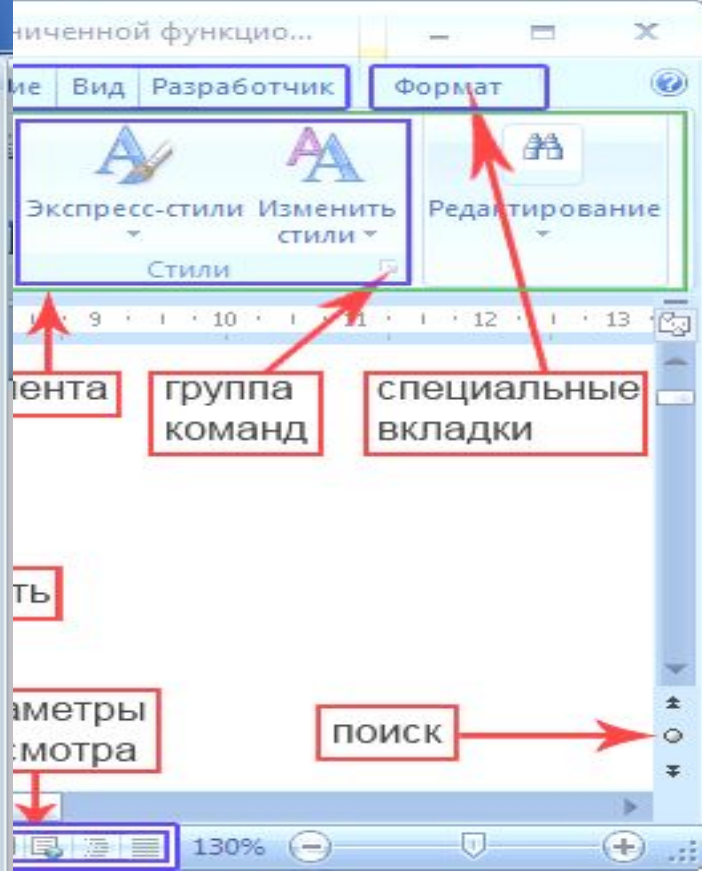 ниченной функцио...
ие Вид Разработчик Формат
Экспресс-стили Изменить стили Редактирование
Стили
9 10 11 12 13
лента группа специальные
команд вкладки
ть
аметры
смотра
поиск
130%